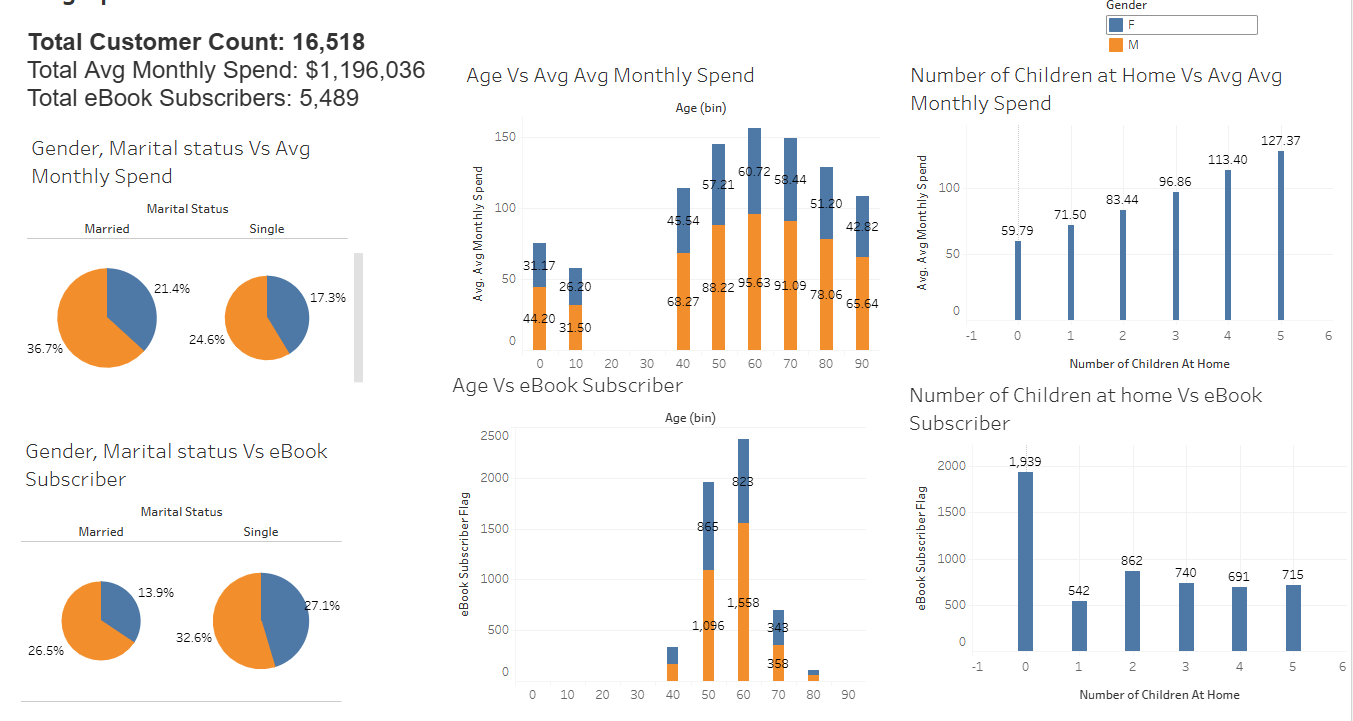 Gender
F
M
Total Customer Count: 16,518
Total Avg Monthly Spend: $1,196,036
Total eBook Subscribers: 5,489
Gender, Marital status Vs Avg
Monthly Spend
Marital Status
Married Single
21.4%
36.7%
17.3%
24.6%
Gender, Marital status Vs eBook
Subscriber
Marital Status
Married Single
13.9%
26.5%
27.1%
32.6%
Age Vs Avg Avg Monthly Spend
Age (bin)
Avg. Avg Monthly Spend
150
100
50
0
31.17 26.20 45.54 57.21 60.72 58.44 51.20 42.82
44.20 31.50 68.27 88.22 95.63 91.09 78.06 65.64
0 10 20 30 40 50 60 70 80 90
Age Vs eBook Subscriber
Age (bin)
eBook Subscriber Flag
2500
2000
1500
1000
500
0
865 823 343
1,096 1,558 358
0 10 20 30 40 50 60 70 80 90
Number of Children at Home Vs Avg Avg
Monthly Spend
Avg. Avg Monthly Spend
100
50
0
59.79 71.50 83.44 96.86 113.40 127.37
-1 0 1 2 3 4 5 6
Number of Children At Home
Number of Children at home Vs eBook
Subscriber
eBook Subscriber Flag
2000
1500
1000
500
0
1,939 542 862 740 691 715
-1 0 1 2 3 4 5 6
Number of Children At Home